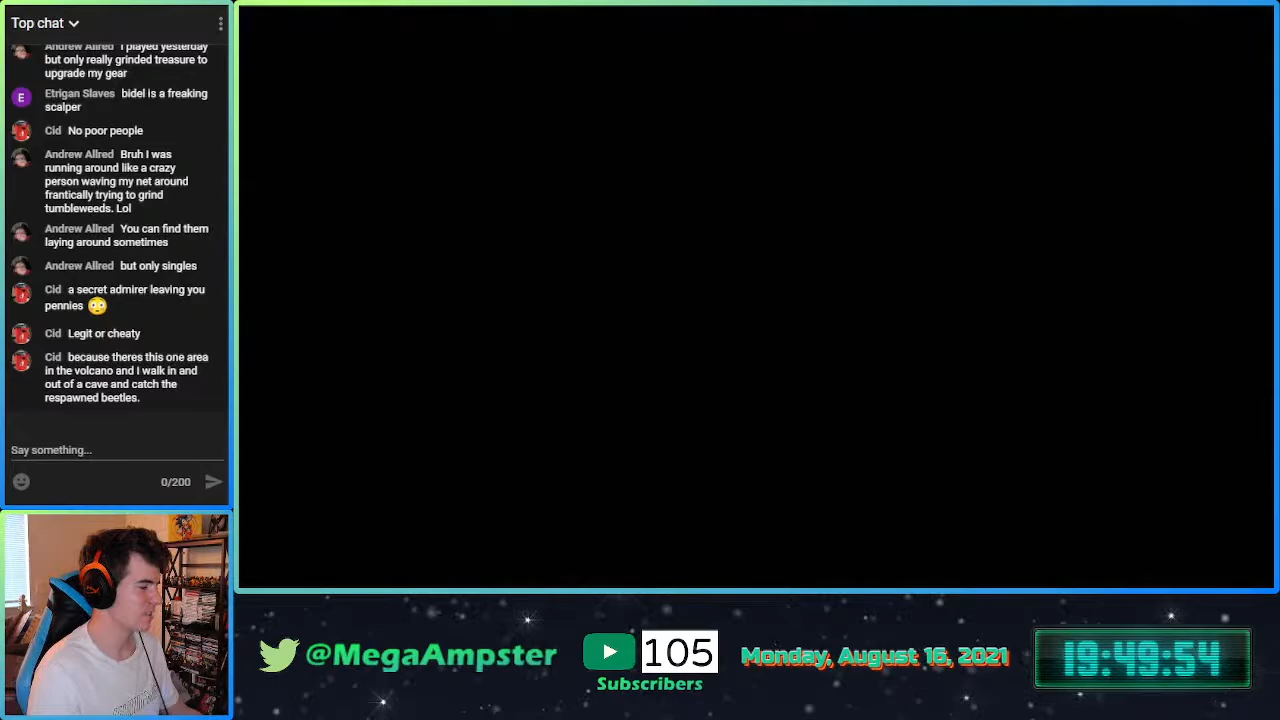 Top chat
Andrew Allred I played yesterday
but only really grinded treasure to
upgrade my gear
Etrigan Slaves bidel is a freaking
scalper
Cid No poor people
Andrew Allred Bruh I was
running around like a crazy
person waving my net around
frantically trying to grind
tumbleweeds. Lol
Andrew Allred You can find them
laying around sometimes
Andrew Allred but only singles
Cid a secret admirer leaving you
pennies 😳
Cid Legit or cheaty
Cid because theres this one area
in the volcano and i walk in and
out of a cave and catch the
respawned beetles.
Say something...
0/200
@MegaAmpster
105
Subscribers
Monday, August 16, 2021
19:49:54